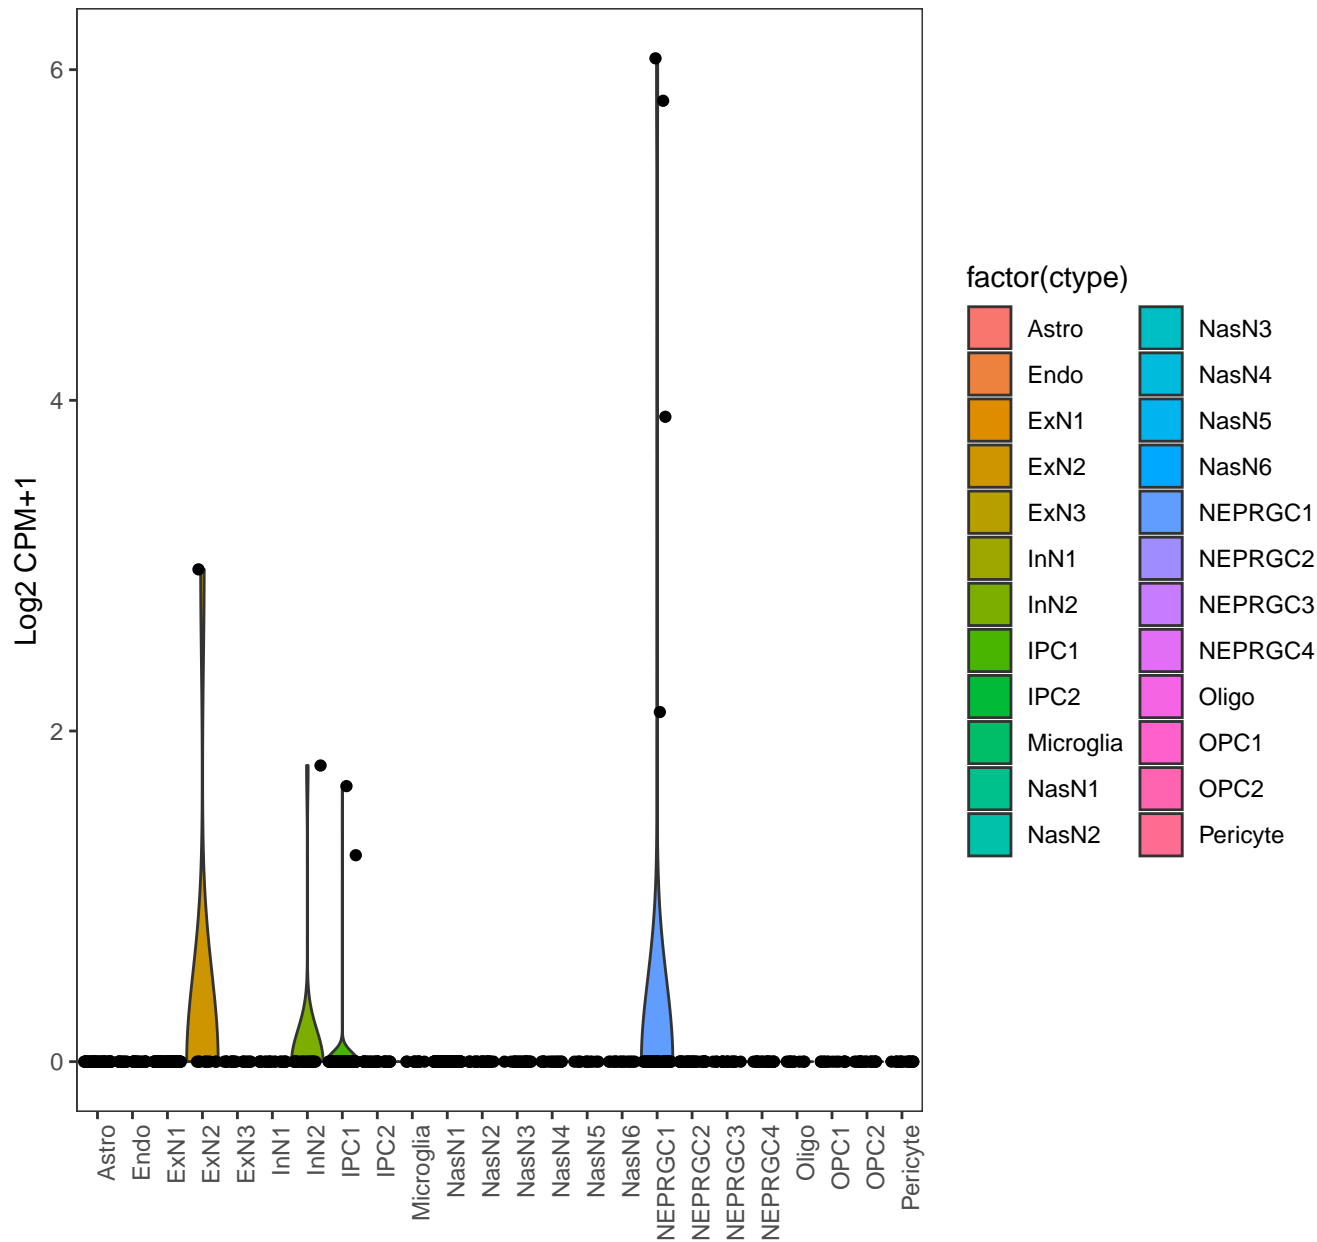 6
4
2
0
Log2 CPM+1
Astro
Endo
ExN1
ExN2
ExN3
InN1
InN2
IPC1
IPC2
Microglia
NasN1
NasN2
NasN3
NasN4
NasN5
NasN6
NEPRGC1
NEPRGC2
NEPRGC3
NEPRGC4
Oligo
OPC1
OPC2
Pericyte
factor(ctype)
Astro
Endo
ExN1
ExN2
ExN3
InN1
InN2
IPC1
IPC2
Microglia
NasN1
NasN2
NasN3
NasN4
NasN5
NasN6
NEPRGC1
NEPRGC2
NEPRGC3
NEPRGC4
Oligo
OPC1
OPC2
Pericyte